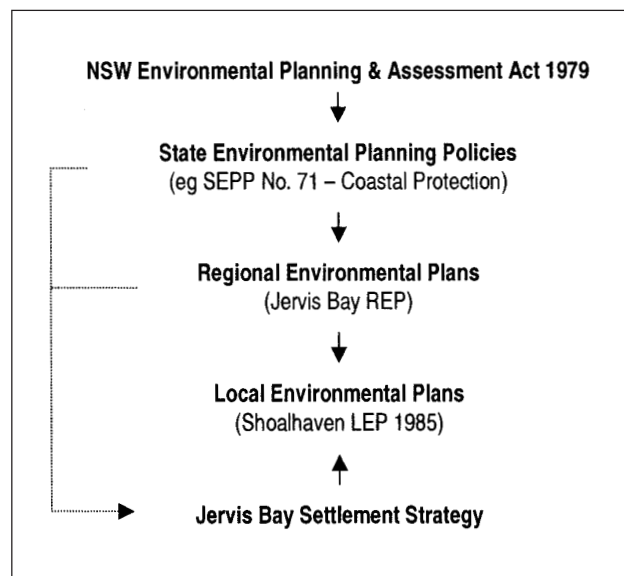 NSW Environmental Planning & Assessment Act 1979
State Environmental Planning Policies
(eg SEPP No. 71 – Coastal Protection)
Regional Environmental Plans
(Jervis Bay REP)
Local Environmental Plans
(Shoalhaven LEP 1985)
Jervis Bay Settlement Strategy